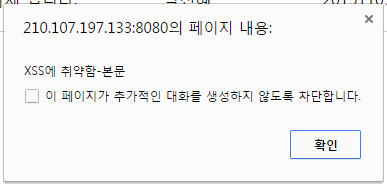 210.107.197.133:8080의 페이지 내용:
XSS에 취약함-본문
이 페이지가 추가적인 대화를 생성하지 않도록 차단합니다.
확인